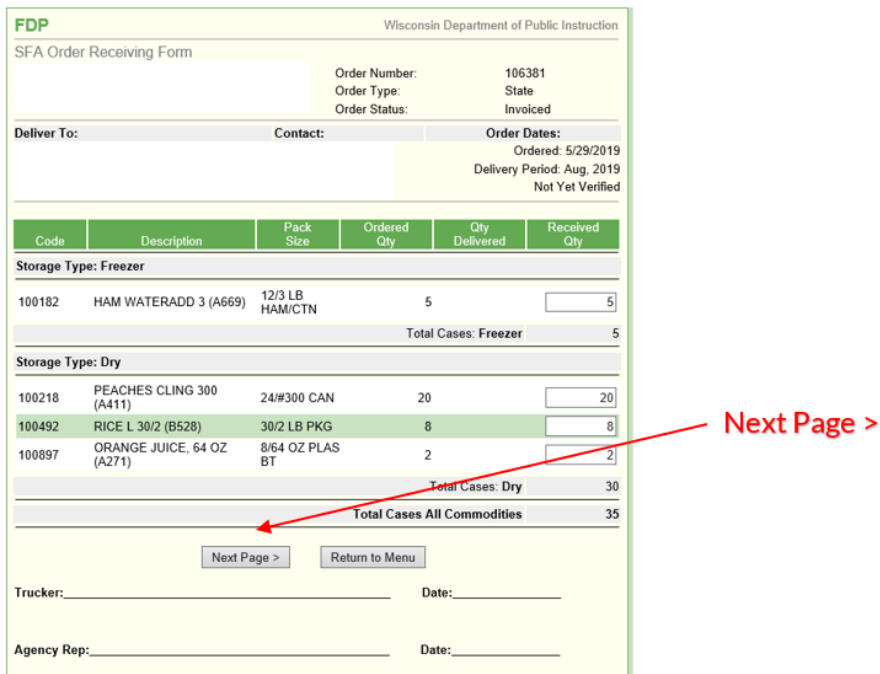 FDP Wisconsin Department of Public Instruction
SFA Order Receiving Form
Order Number: 106381
Order Type: State
Order Status: Invoiced
Deliver To: Contact: Order Dates:
Ordered: 5/29/2019
Delivery Period: Aug, 2019
Not Yet Verified
Code Description Pack Size Ordered Qty Qty Delivered Received Qty
Storage Type: Freezer
100182 HAM WATERADD 3 (A669) 12/3 LB HAM/CTN 5 5
Total Cases: Freezer 5
Storage Type: Dry
100218 PEACHES CLING 300 (A411) 24/#300 CAN 20 20
100492 RICE L 30/2 (B528) 30/2 LB PKG 8 8
100897 ORANGE JUICE, 64 OZ (A271) 8/64 OZ PLAS BT 2 2
Total Cases: Dry 30
Total Cases All Commodities 35
Next Page > Return to Menu
Trucker: Date:
Agency Rep: Date:
Next Page >